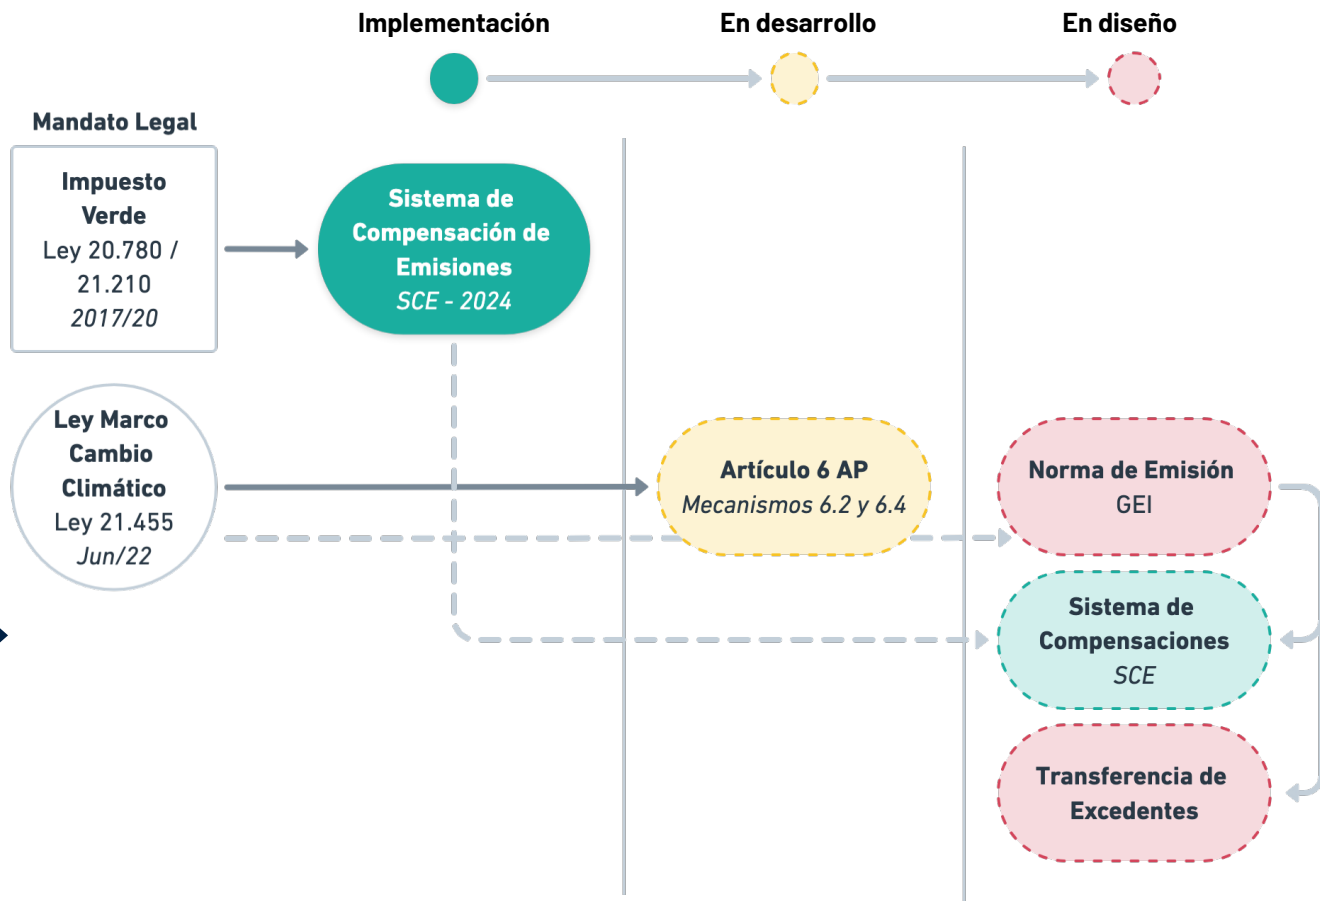 Implementación
En desarrollo
En diseño
Mandato Legal
Impuesto
Verde
Ley 20.780 /
21.210
2017/20
Sistema de
Compensación de
Emisiones
SCE - 2024
Ley Marco
Cambio
Climático
Ley 21.455
Jun/22
Artículo 6 AP
Mecanismos 6.2 y 6.4
Norma de Emisión
GEI
Sistema de
Compensaciones
SCE
Transferencia de
Excedentes